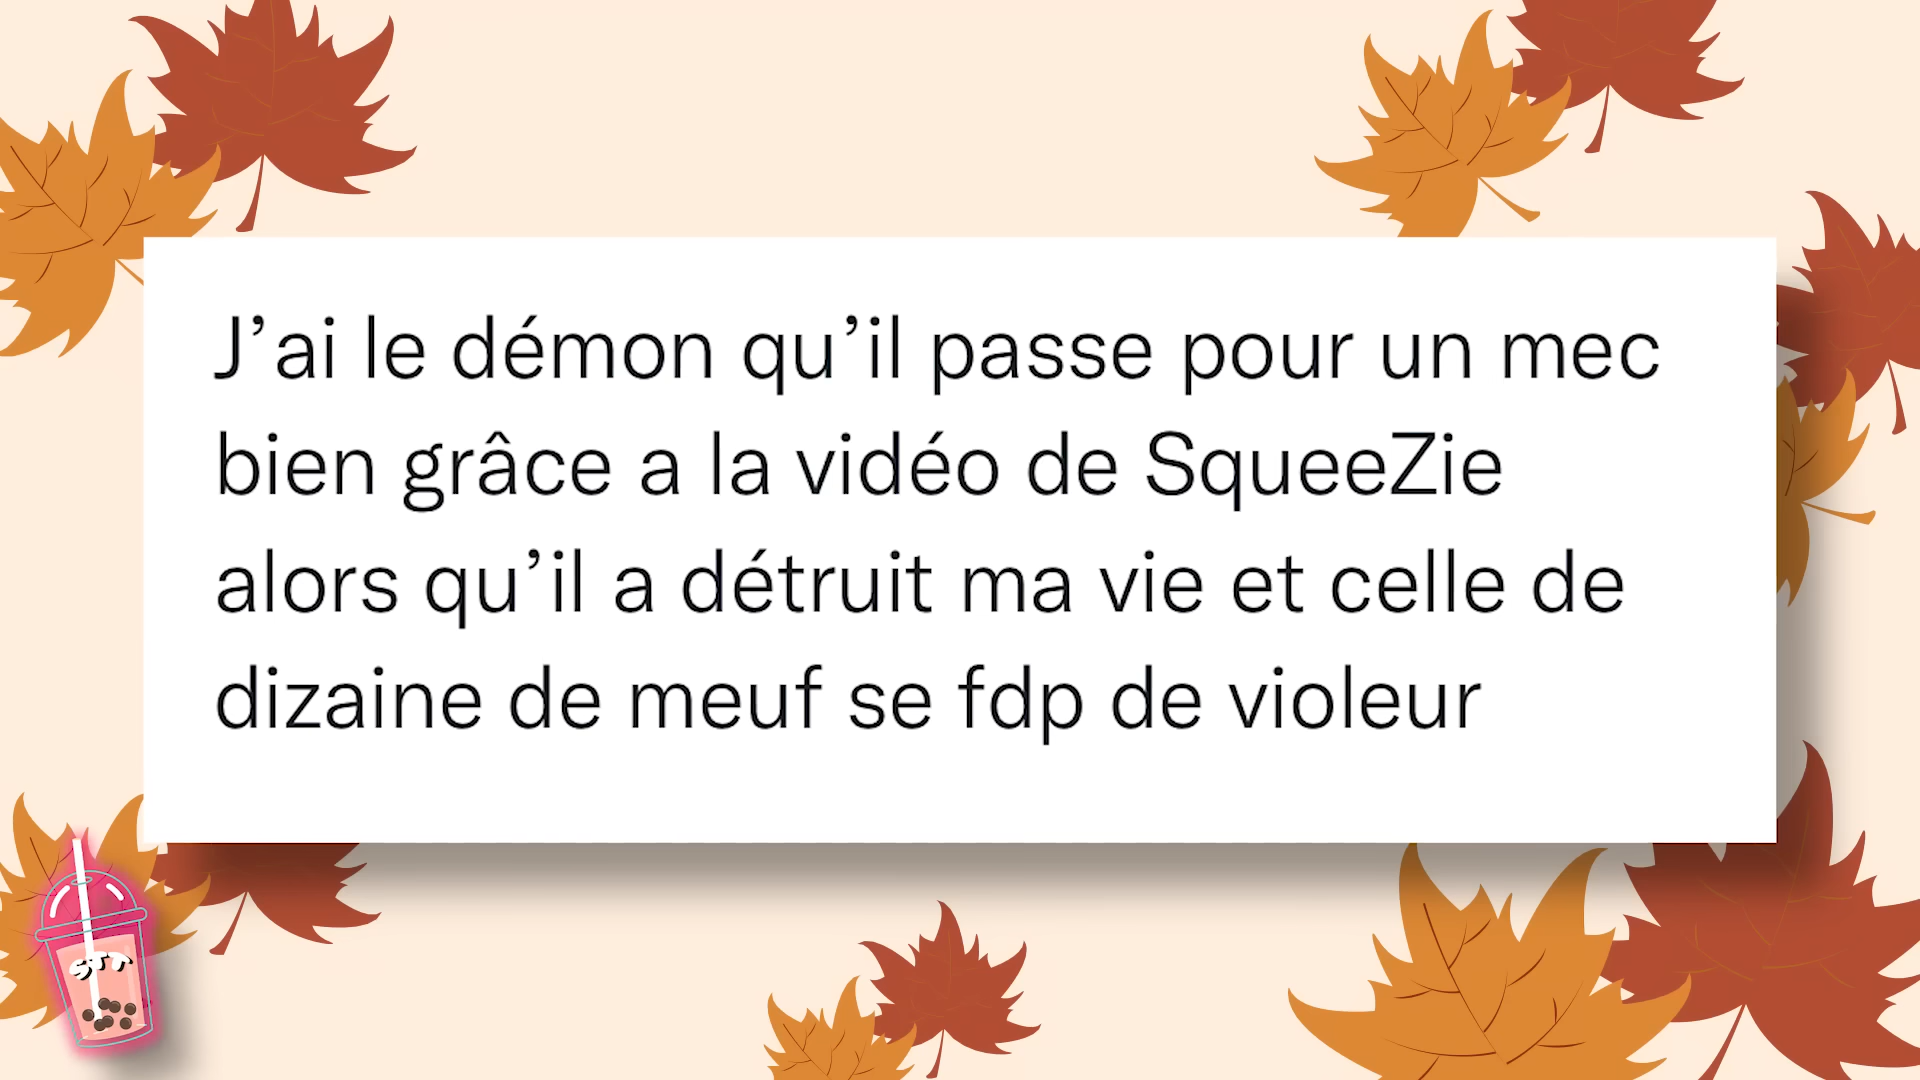 J’ai le démon qu’il passe pour un mec
bien grâce a la vidéo de SqueeZie
alors qu’il a détruit ma vie et celle de
dizaine de meuf se fdp de violeur
STT